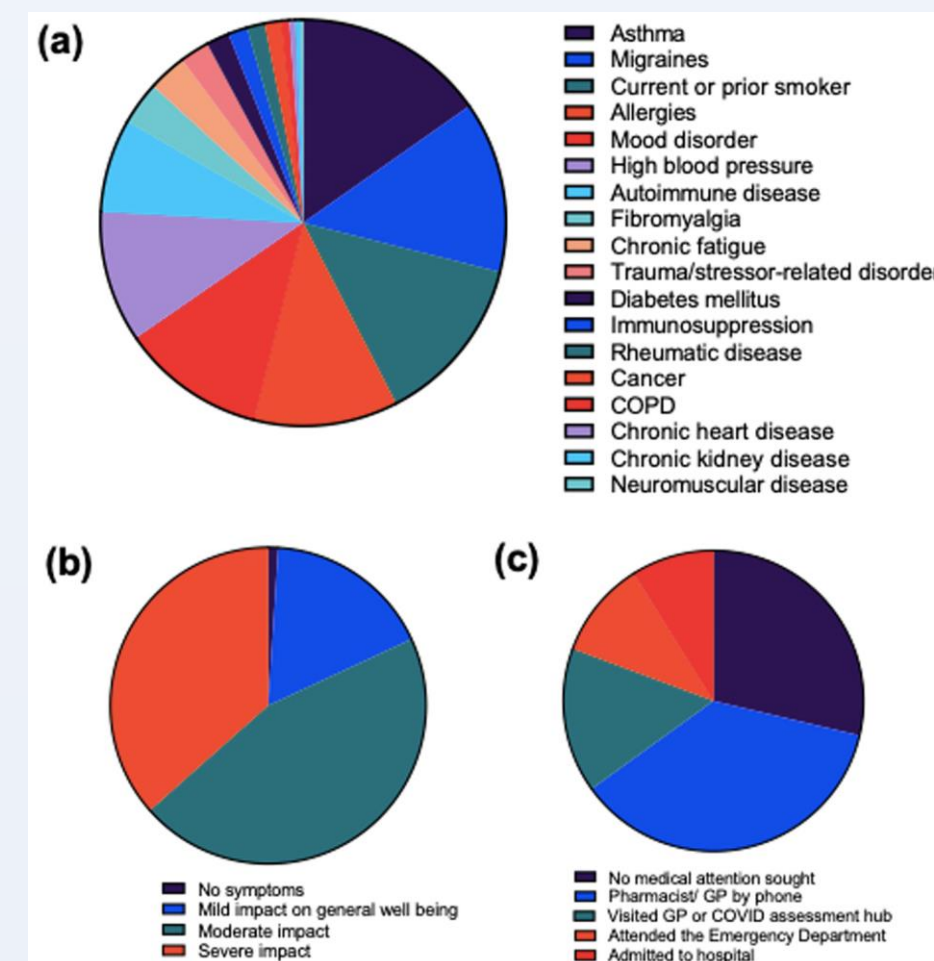 (a)
Asthma
Migraines
Current or prior smoker
Allergies
Mood disorder
High blood pressure
Autoimmune disease
Fibromyalgia
Chronic fatigue
Trauma/stressor-related disorder
Diabetes mellitus
Immunosuppression
Rheumatic disease
Cancer
COPD
Chronic heart disease
Chronic kidney disease
Neuromuscular disease
(b)
No symptoms
Mild impact on general well being
Moderate impact
Severe impact
(c)
No medical attention sought
Pharmacist/ GP by phone
Visited GP or COVID assessment hub
Attended the Emergency Department
Admitted to hospital